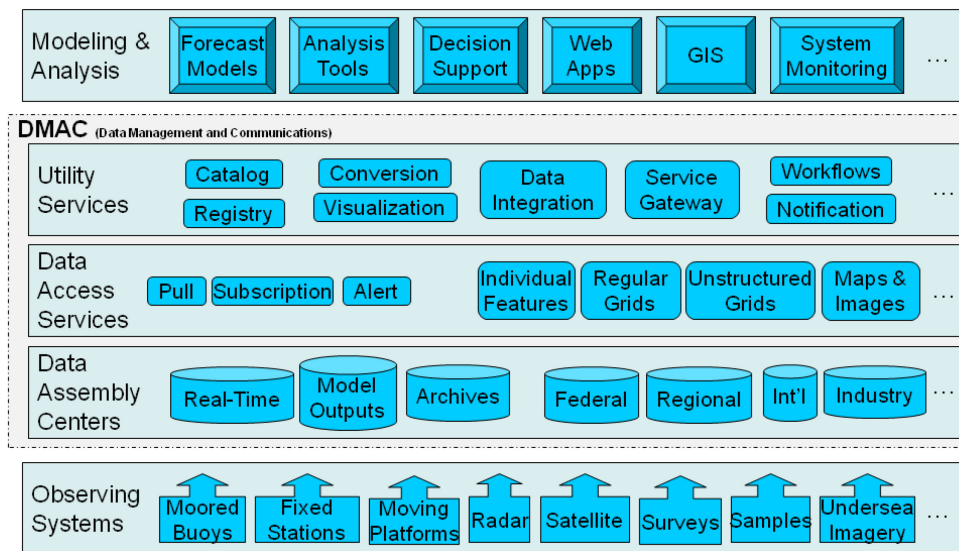 Modeling &
Analysis
Forecast
Models
Analysis
Tools
Decision
Support
Web
Apps
GIS
System
Monitoring
...
DMAC (Data Management and Communications)
Utility
Services
Catalog
Registry
Conversion
Visualization
Data
Integration
Service
Gateway
Workflows
Notification
...
Data
Access
Services
Pull
Subscription
Alert
Individual
Features
Regular
Grids
Unstructured
Grids
Maps &
Images
...
Data
Assembly
Centers
Real-Time
Model
Outputs
Archives
Federal
Regional
Int'l
Industry
...
Observing
Systems
Moored
Buoys
Fixed
Stations
Moving
Platforms
Radar
Satellite
Surveys
Samples
Undersea
Imagery
...